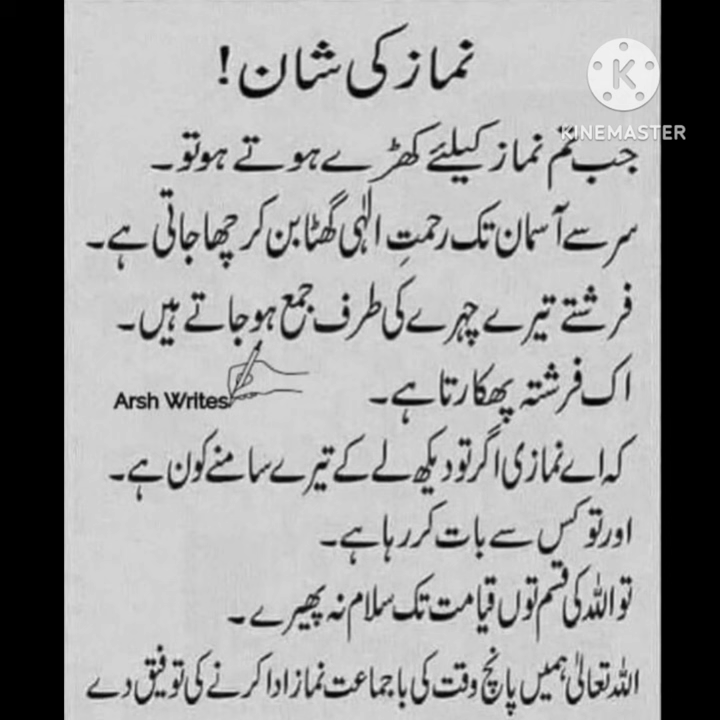 نماز کی شان !
KINEMASTER
جب تم نماز کیلئے کھڑے ہوتے ہو تو ۔
سر سے آسمان تک رحمتِ الٰہی گھٹا بن کر چھا جاتی ہے ۔
فرشتے تیرے چہرے کی طرف جمع ہو جاتے ہیں ۔
اک فرشتہ پھکارتا ہے ۔
Arsh Writes
کہ اے نمازی اگر تو دیکھ لے کے تیرے سامنے کون ہے ۔
اور تو کس سے بات کر رہا ہے ۔
تو اللہ کی قسم توں قیامت تک سلام نہ پھیرے ۔
اللہ تعالیٰ ہمیں پانچ وقت کی با جماعت نماز ادا کرنے کی توفیق دے